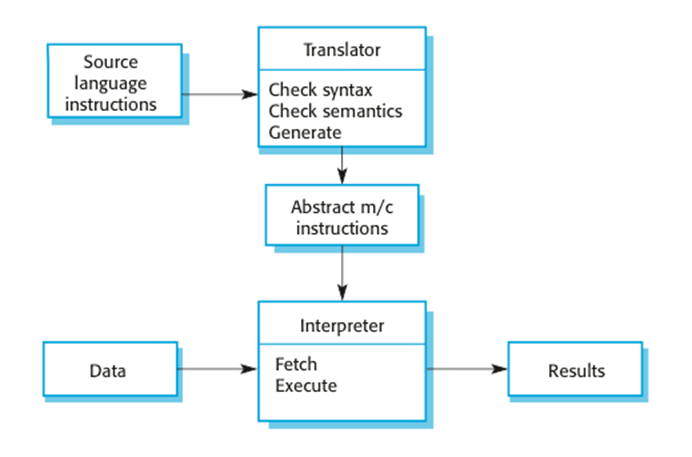 Source
language
instructions
Translator
Check syntax
Check semantics
Generate
Abstract m/c
instructions
Interpreter
Fetch
Execute
Data
Results